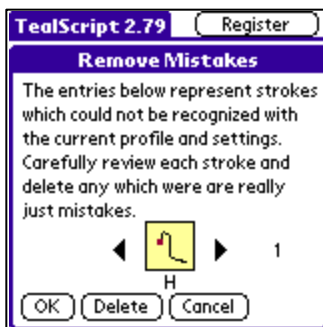 TealScript 2.79 Register
Remove Mistakes
The entries below represent strokes
which could not be recognized with
the current profile and settings.
Carefully review each stroke and
delete any which were are really
just mistakes.
1
H
OK Delete Cancel